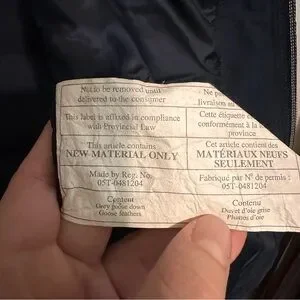 Not to be removed until
delivered to the consumer
This label is affixed in compliance
with Provincial Law
This article contains
NEW MATERIAL ONLY
Made by Reg. No.
05T-0481204
Content
Grey goose down
Goose feathers
Ne
livraison au
Cette étiquette
conformément à la
province
Cet article contient des
MATÉRIAUX NEUFS
SEULEMENT
Fabriqué par Nº de permis :
05T-0481204
Contenu
Duvet d'oie grise
Plumes d'oie